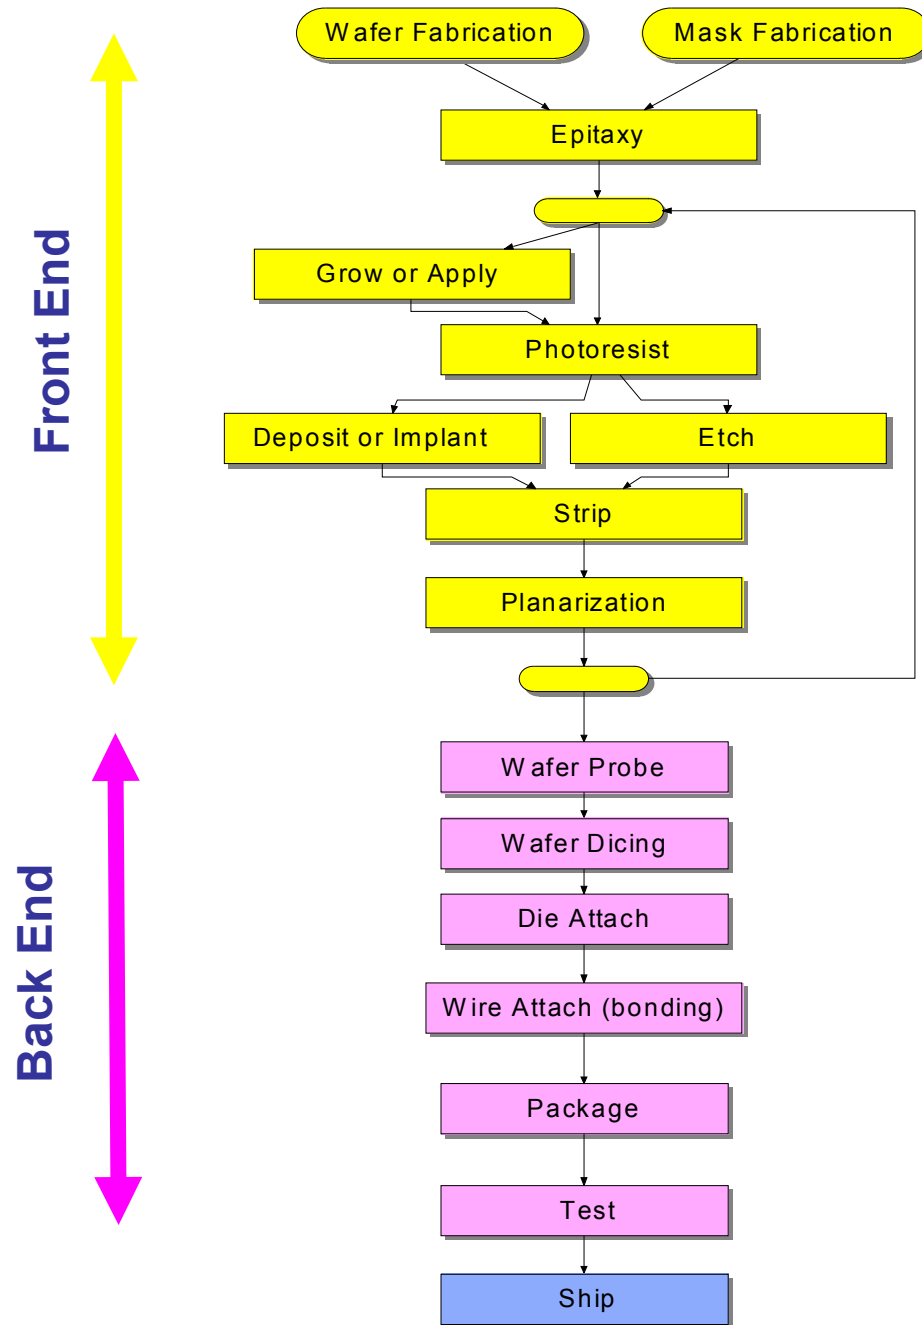 Wafer Fabrication
Mask Fabrication
Epitaxy
Grow or Apply
Photoresist
Deposit or Implant
Etch
Strip
Planarization
Front End
Wafer Probe
Wafer Dicing
Die Attach
Wire Attach (bonding)
Package
Test
Back End
Ship